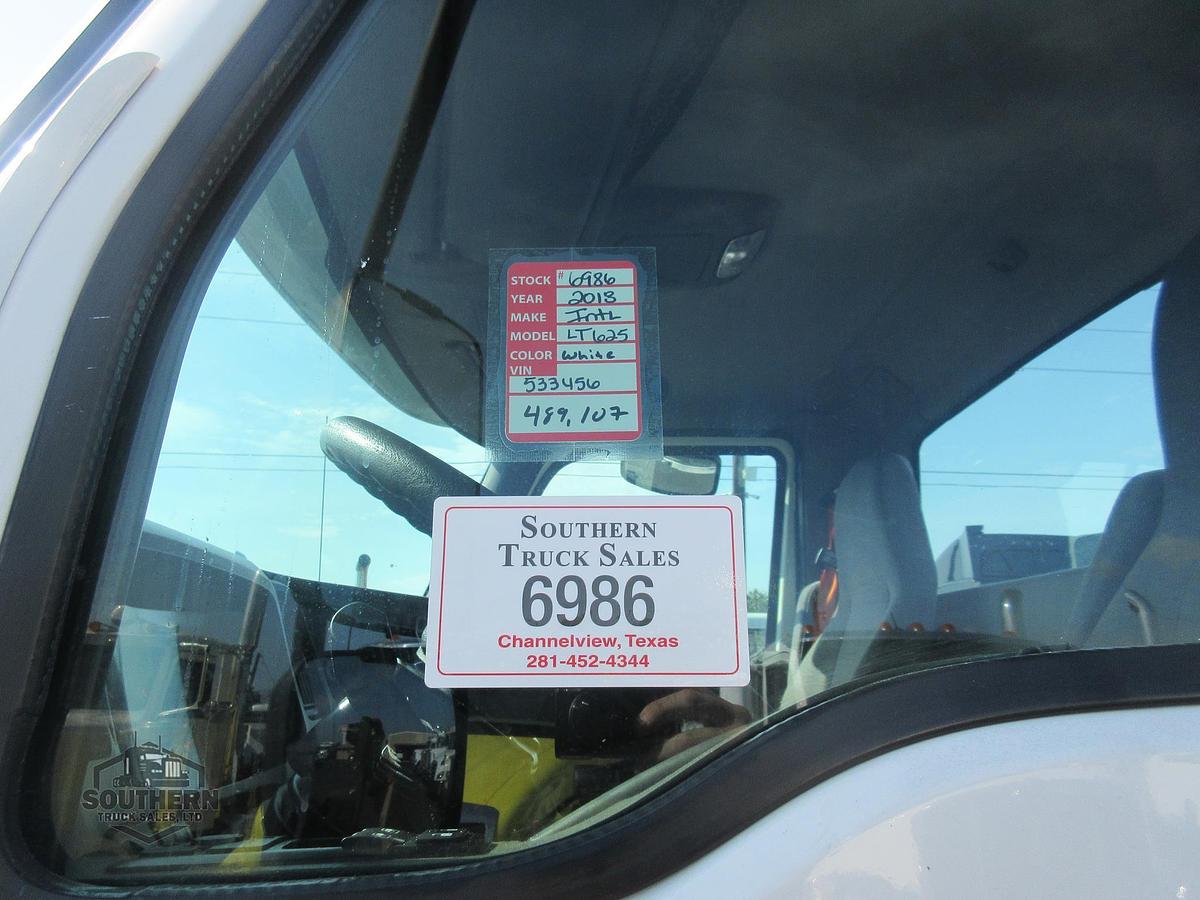 STOCK # 6986
YEAR 2018
MAKE Intl
MODEL LT625
COLOR white
VIN
533456
489,107
SOUTHERN
TRUCK SALES
6986
Channelview, Texas
281-452-4344
SOUTHERN
TRUCK SALES, LTD